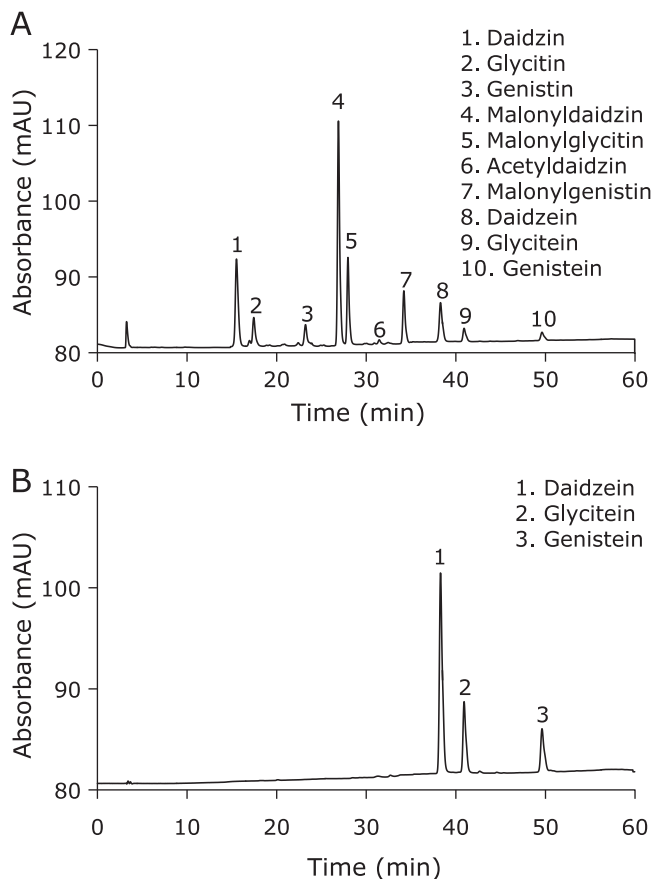 A
120
110
100
90
80
Absorbance (mAU)
0 10 20 30 40 50 60
Time (min)
1 2 3 4 5 6 7 8 9 10
1. Daidzin
2. Glycitin
3. Genistin
4. Malonyldaidzin
5. Malonylglycitin
6. Acetyldaidzin
7. Malonylgenistin
8. Daidzein
9. Glycitein
10. Genistein
B
110
100
90
80
Absorbance (mAU)
0 10 20 30 40 50 60
Time (min)
1 2 3
1. Daidzein
2. Glycitein
3. Genistein